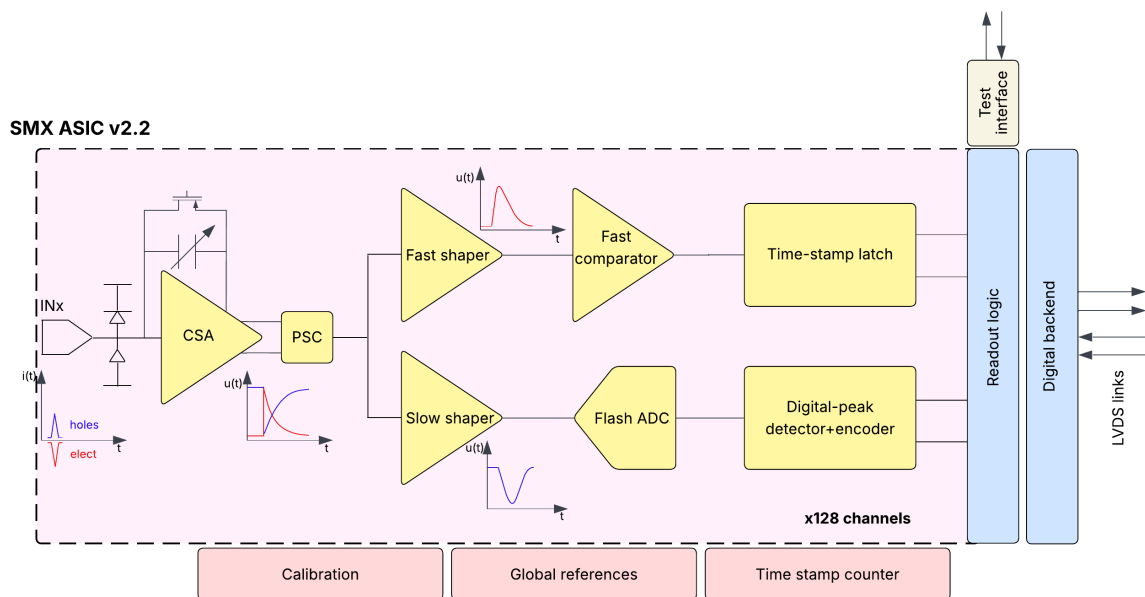 Test
interface
SMX ASIC v2.2
u(t)
t
Fast shaper
Fast
comparator
Time-stamp latch
INx
CSA
PSC
Readout logic
Digital backend
i(t)
holes
elect
t
u(t)
t
Slow shaper
u(t)
t
Flash ADC
Digital-peak
detector+encoder
LVDS links
x128 channels
Calibration
Global references
Time stamp counter